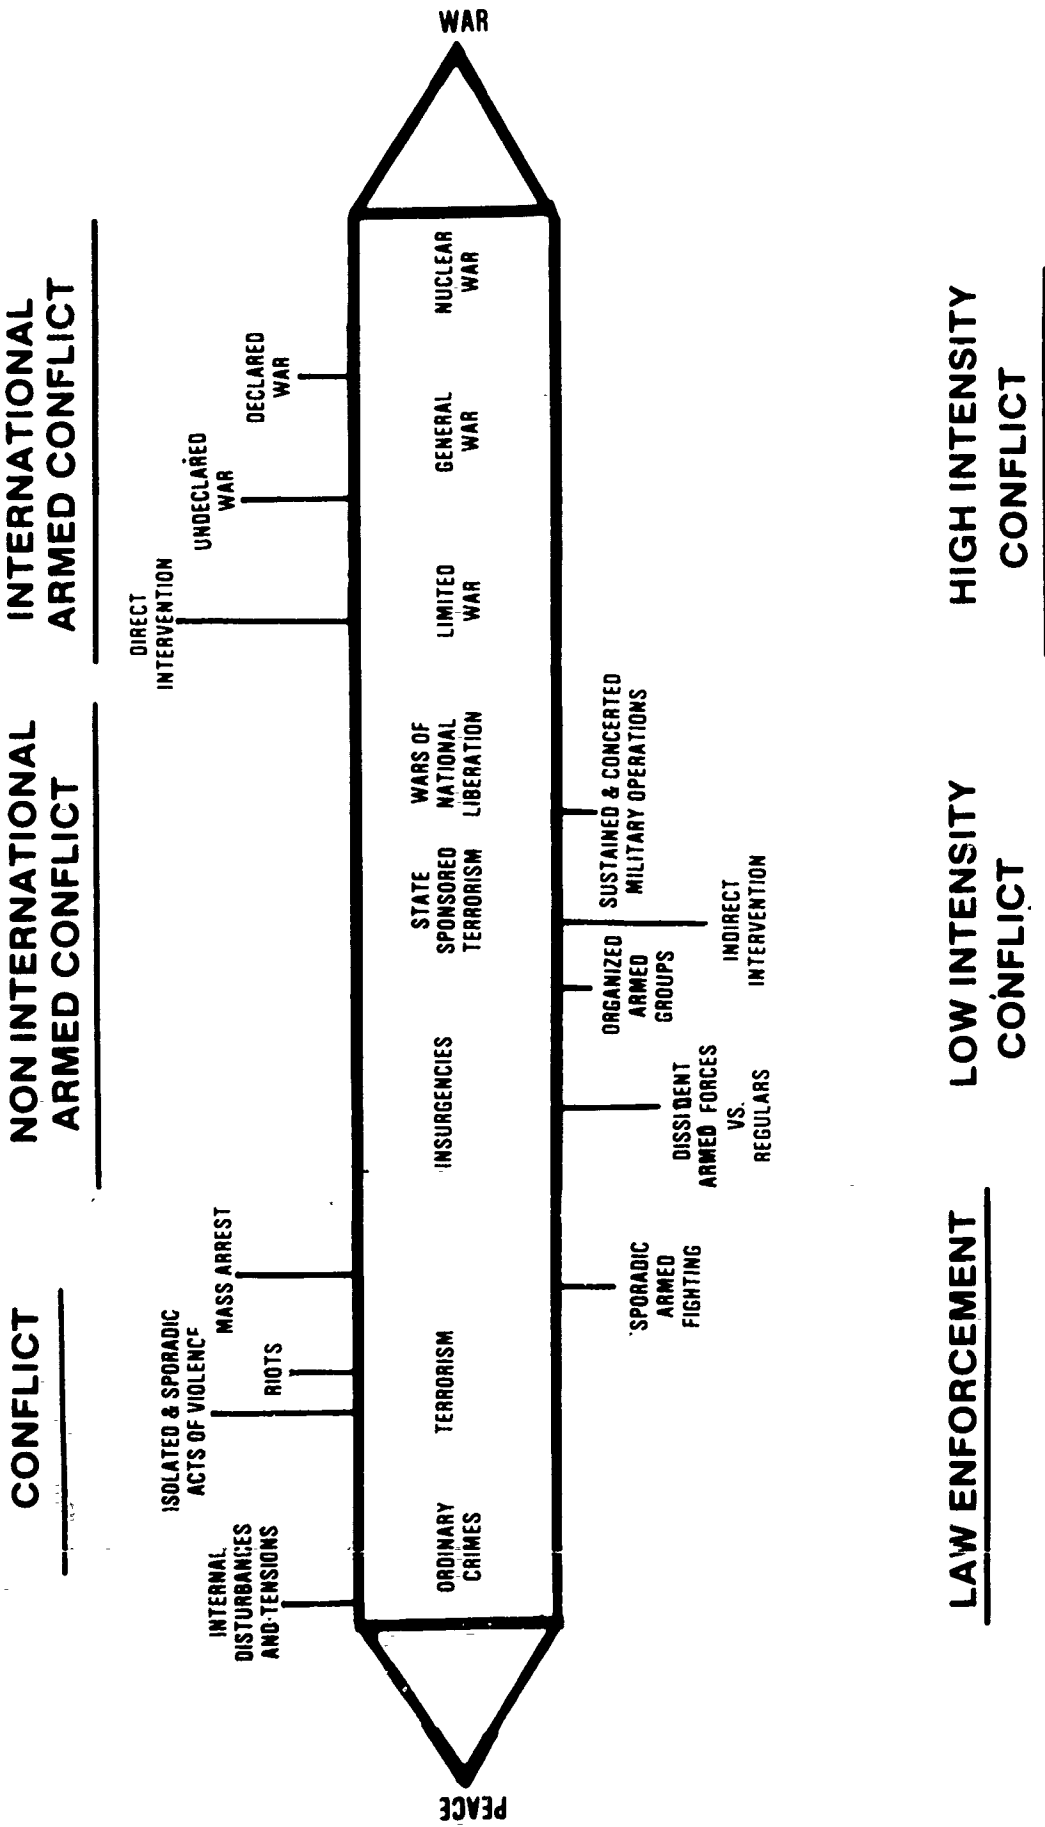 CONFLICT
NON INTERNATIONAL
ARMED CONFLICT
INTERNATIONAL
ARMED CONFLICT
INTERNAL
DISTURBANCES
AND TENSIONS
ISOLATED & SPORADIC
ACTS OF VIOLENCE
RIOTS
MASS ARREST
DIRECT
INTERVENTION
UNDECLARED
WAR
DECLARED
WAR
PEACE
ORDINARY
CRIMES
TERRORISM
INSURGENCIES
STATE
SPONSORED
TERRORISM
WARS OF
NATIONAL
LIBERATION
LIMITED
WAR
GENERAL
WAR
NUCLEAR
WAR
WAR
SPORADIC
ARMED
FIGHTING
DISSIDENT
ARMED FORCES
VS.
REGULARS
ORGANIZED
ARMED
GROUPS
INDIRECT
INTERVENTION
SUSTAINED & CONCERTED
MILITARY OPERATIONS
LAW ENFORCEMENT
LOW INTENSITY
CONFLICT
HIGH INTENSITY
CONFLICT